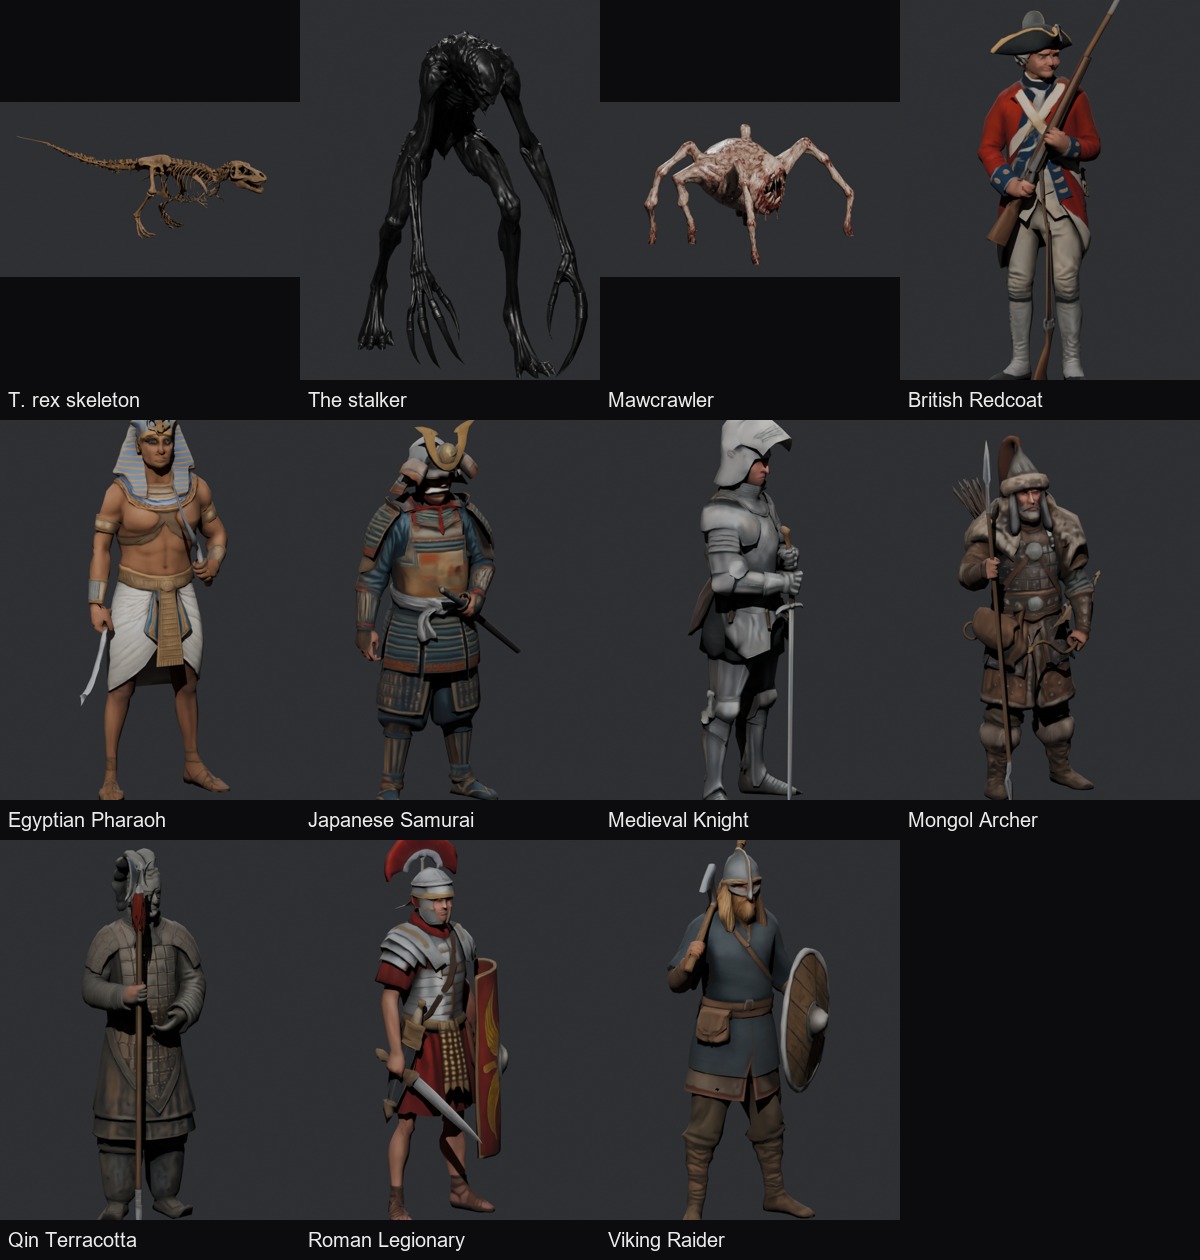 T. rex skeleton
The stalker
Mawcrawler
British Redcoat
Egyptian Pharaoh
Japanese Samurai
Medieval Knight
Mongol Archer
Qin Terracotta
Roman Legionary
Viking Raider